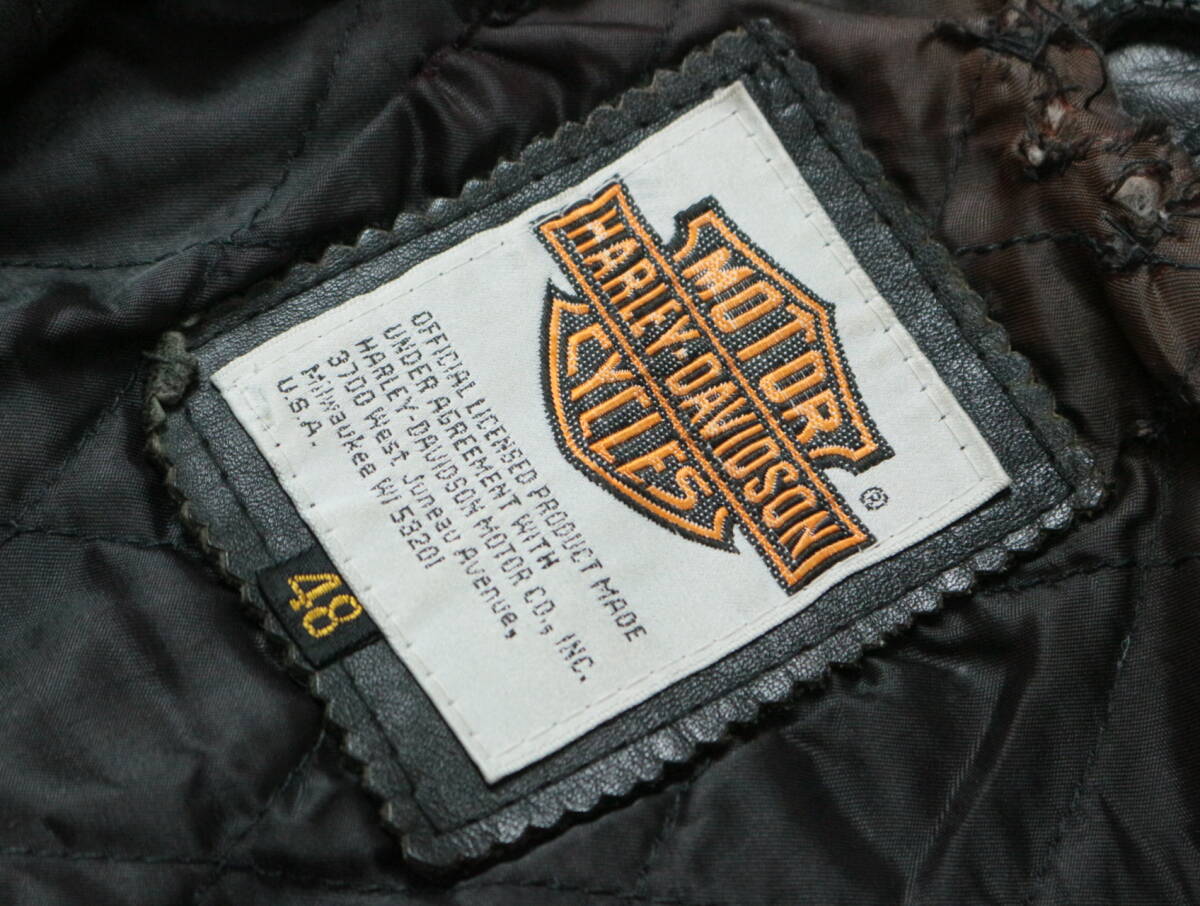 MOTOR
HARLEY-DAVIDSON
CYCLES
®
OFFICIAL LICENSED PRODUCT MADE
UNDER AGREEMENT WITH
HARLEY-DAVIDSON MOTOR CO., INC.
3700 West Juneau Avenue,
Milwaukee WI 53201
U.S.A.
48